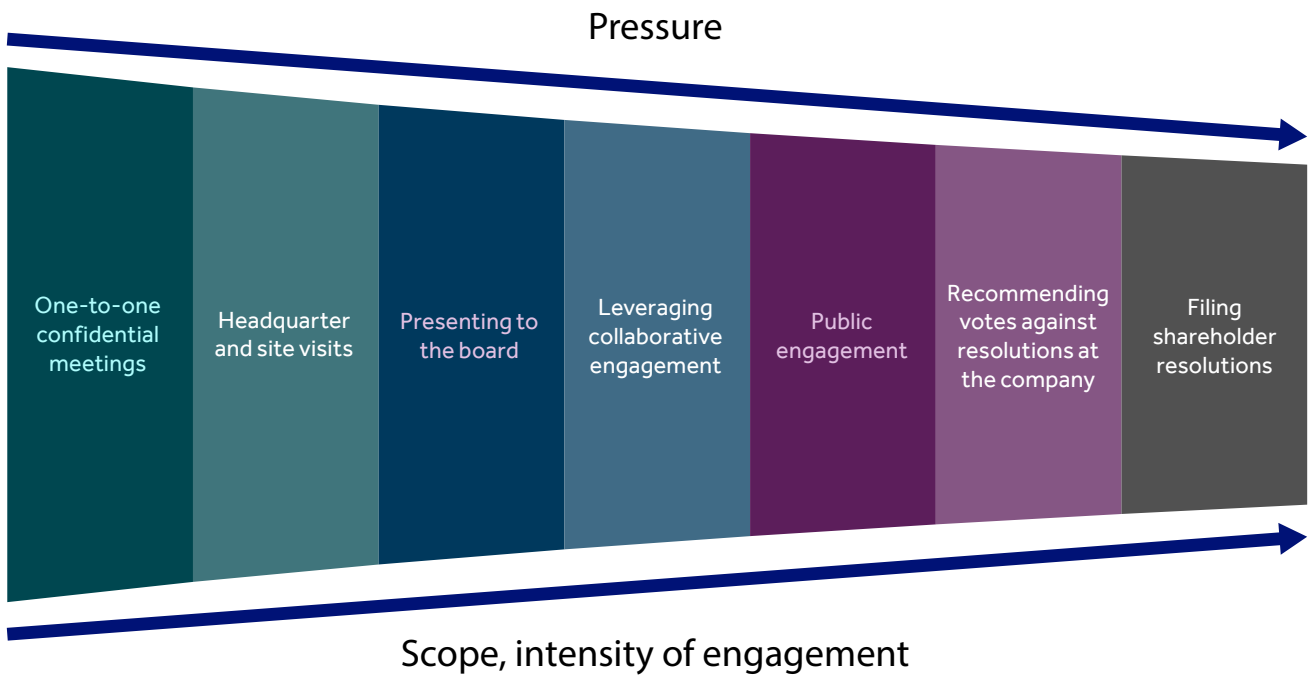 Pressure
One-to-one
confidential
meetings
Headquarter
and site visits
Presenting to
the board
Leveraging
collaborative
engagement
Public
engagement
Recommending
votes against
resolutions at
the company
Filing
shareholder
resolutions
Scope, intensity of engagement